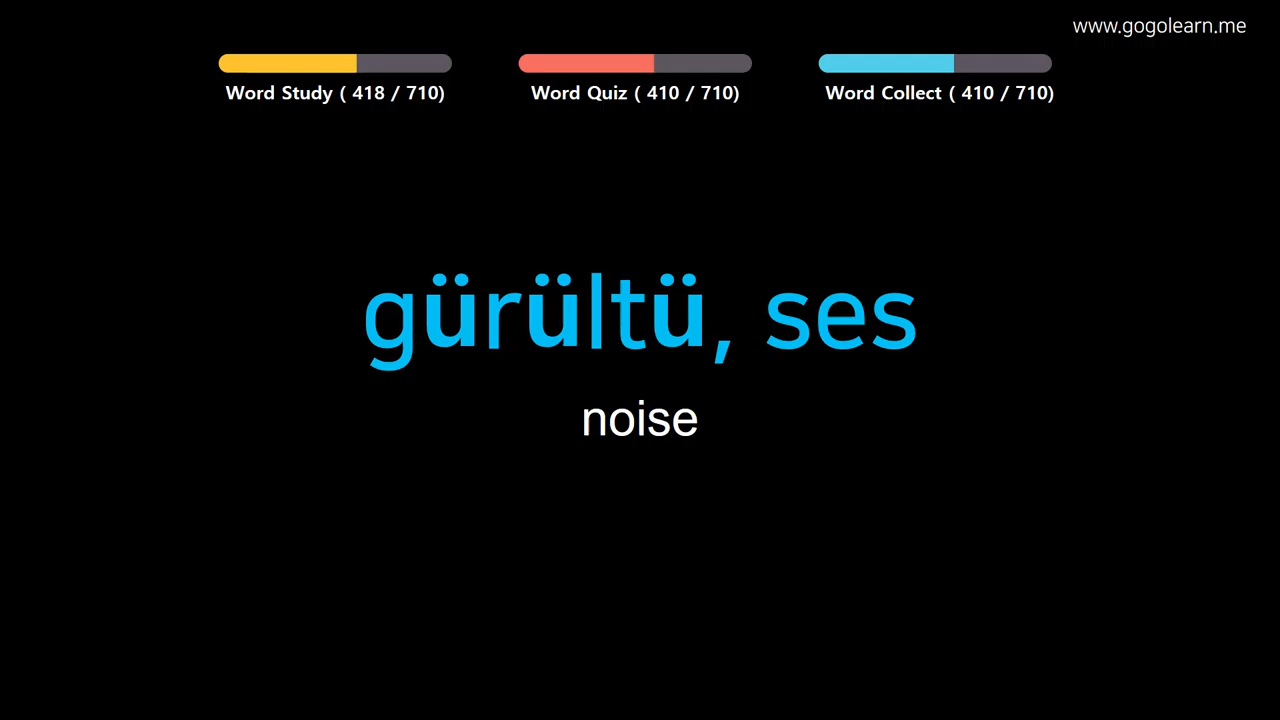 www.gogolearn.me
Word Study ( 418 / 710)
Word Quiz ( 410 / 710)
Word Collect ( 410 / 710)
gürültü, ses
noise